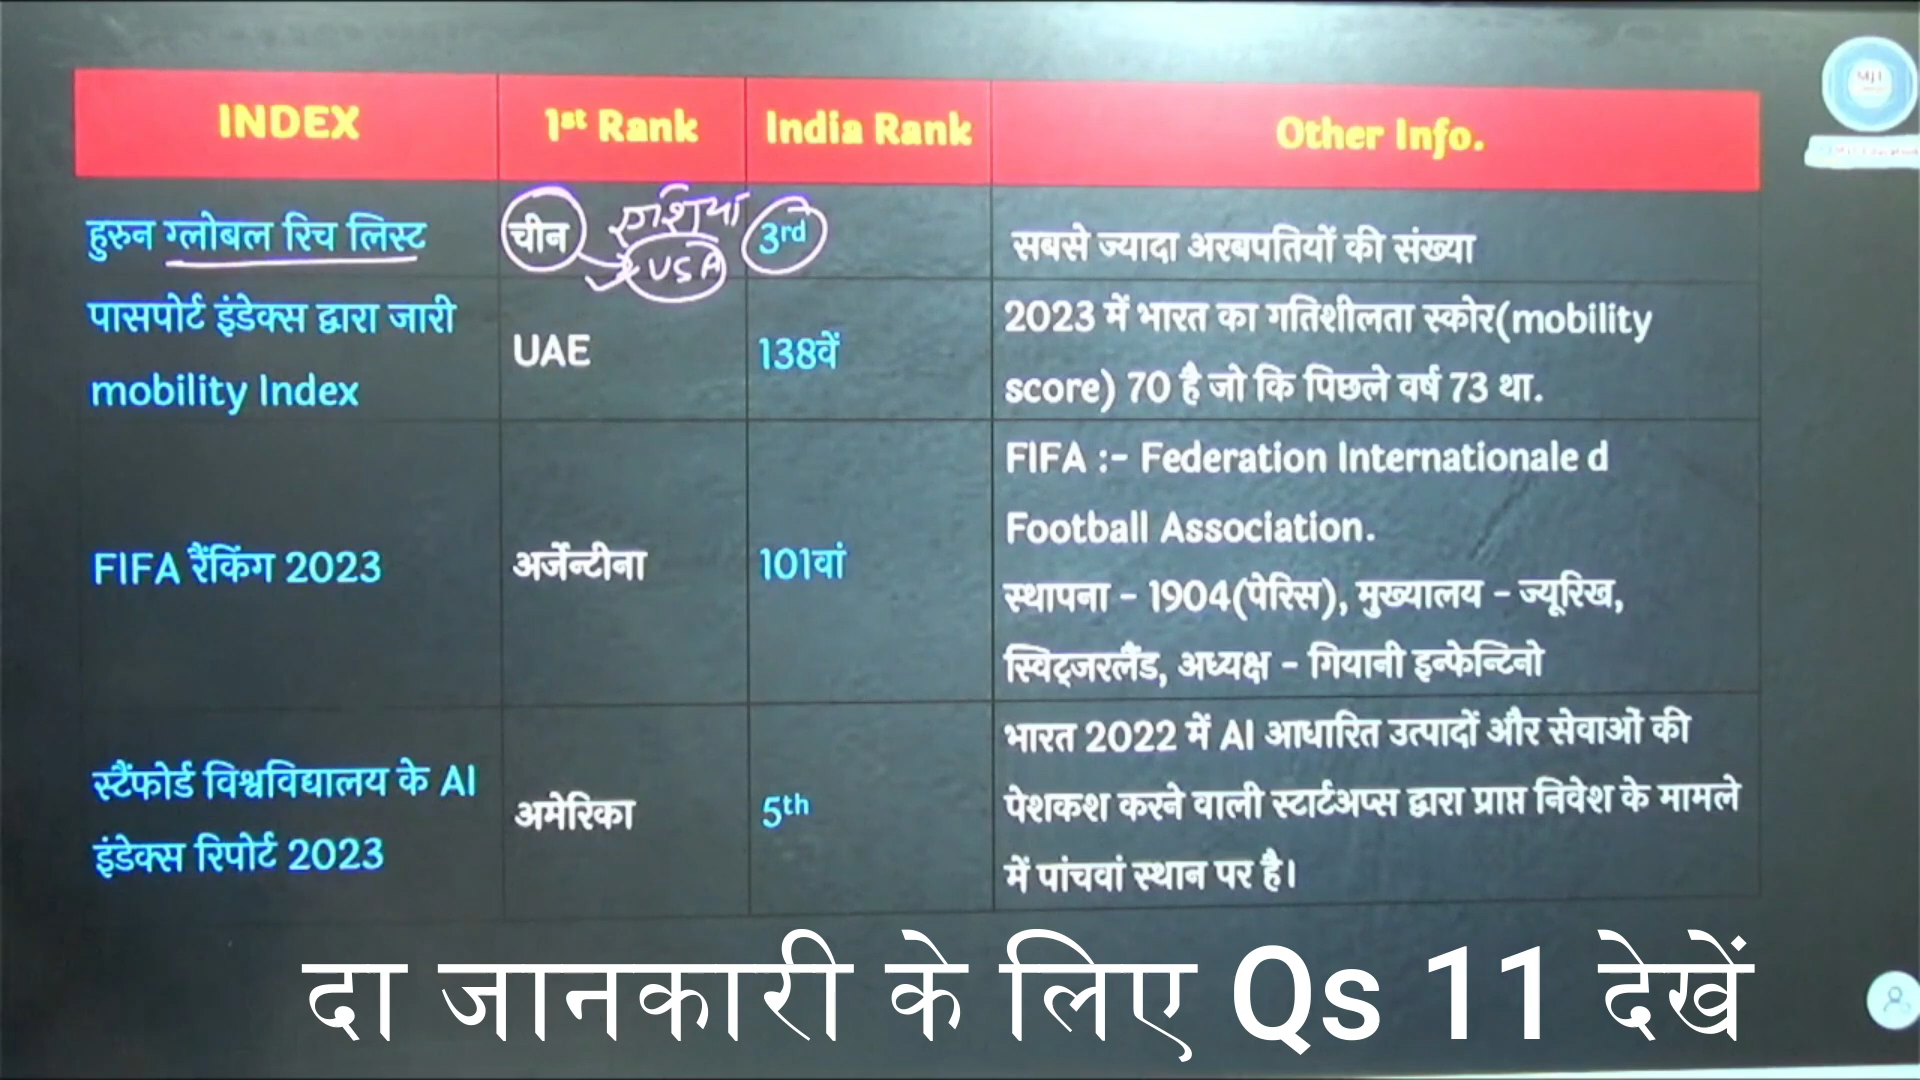 INDEX 1st Rank India Rank Other Info.
हुरुन ग्लोबल रिच लिस्ट चीन एशिया USA 3rd सबसे ज्यादा अरबपतियों की संख्या
पासपोर्ट इंडेक्स द्वारा जारी
mobility Index
UAE
138वें
2023 में भारत का गतिशीलता स्कोर(mobility
score) 70 है जो कि पिछले वर्ष 73 था.
FIFA रैंकिंग 2023
अर्जेन्टीना
101वां
FIFA :- Federation Internationale d
Football Association.
स्थापना - 1904(पेरिस), मुख्यालय - ज्यूरिख,
स्विट्जरलैंड, अध्यक्ष - गियानी इन्फेन्टिनो
स्टैंफोर्ड विश्वविद्यालय के AI
इंडेक्स रिपोर्ट 2023
अमेरिका
5th
भारत 2022 में AI आधारित उत्पादों और सेवाओं की
पेशकश करने वाली स्टार्टअप्स द्वारा प्राप्त निवेश के मामले
में पांचवां स्थान पर है।
दा जानकारी के लिए Qs 11 देखें